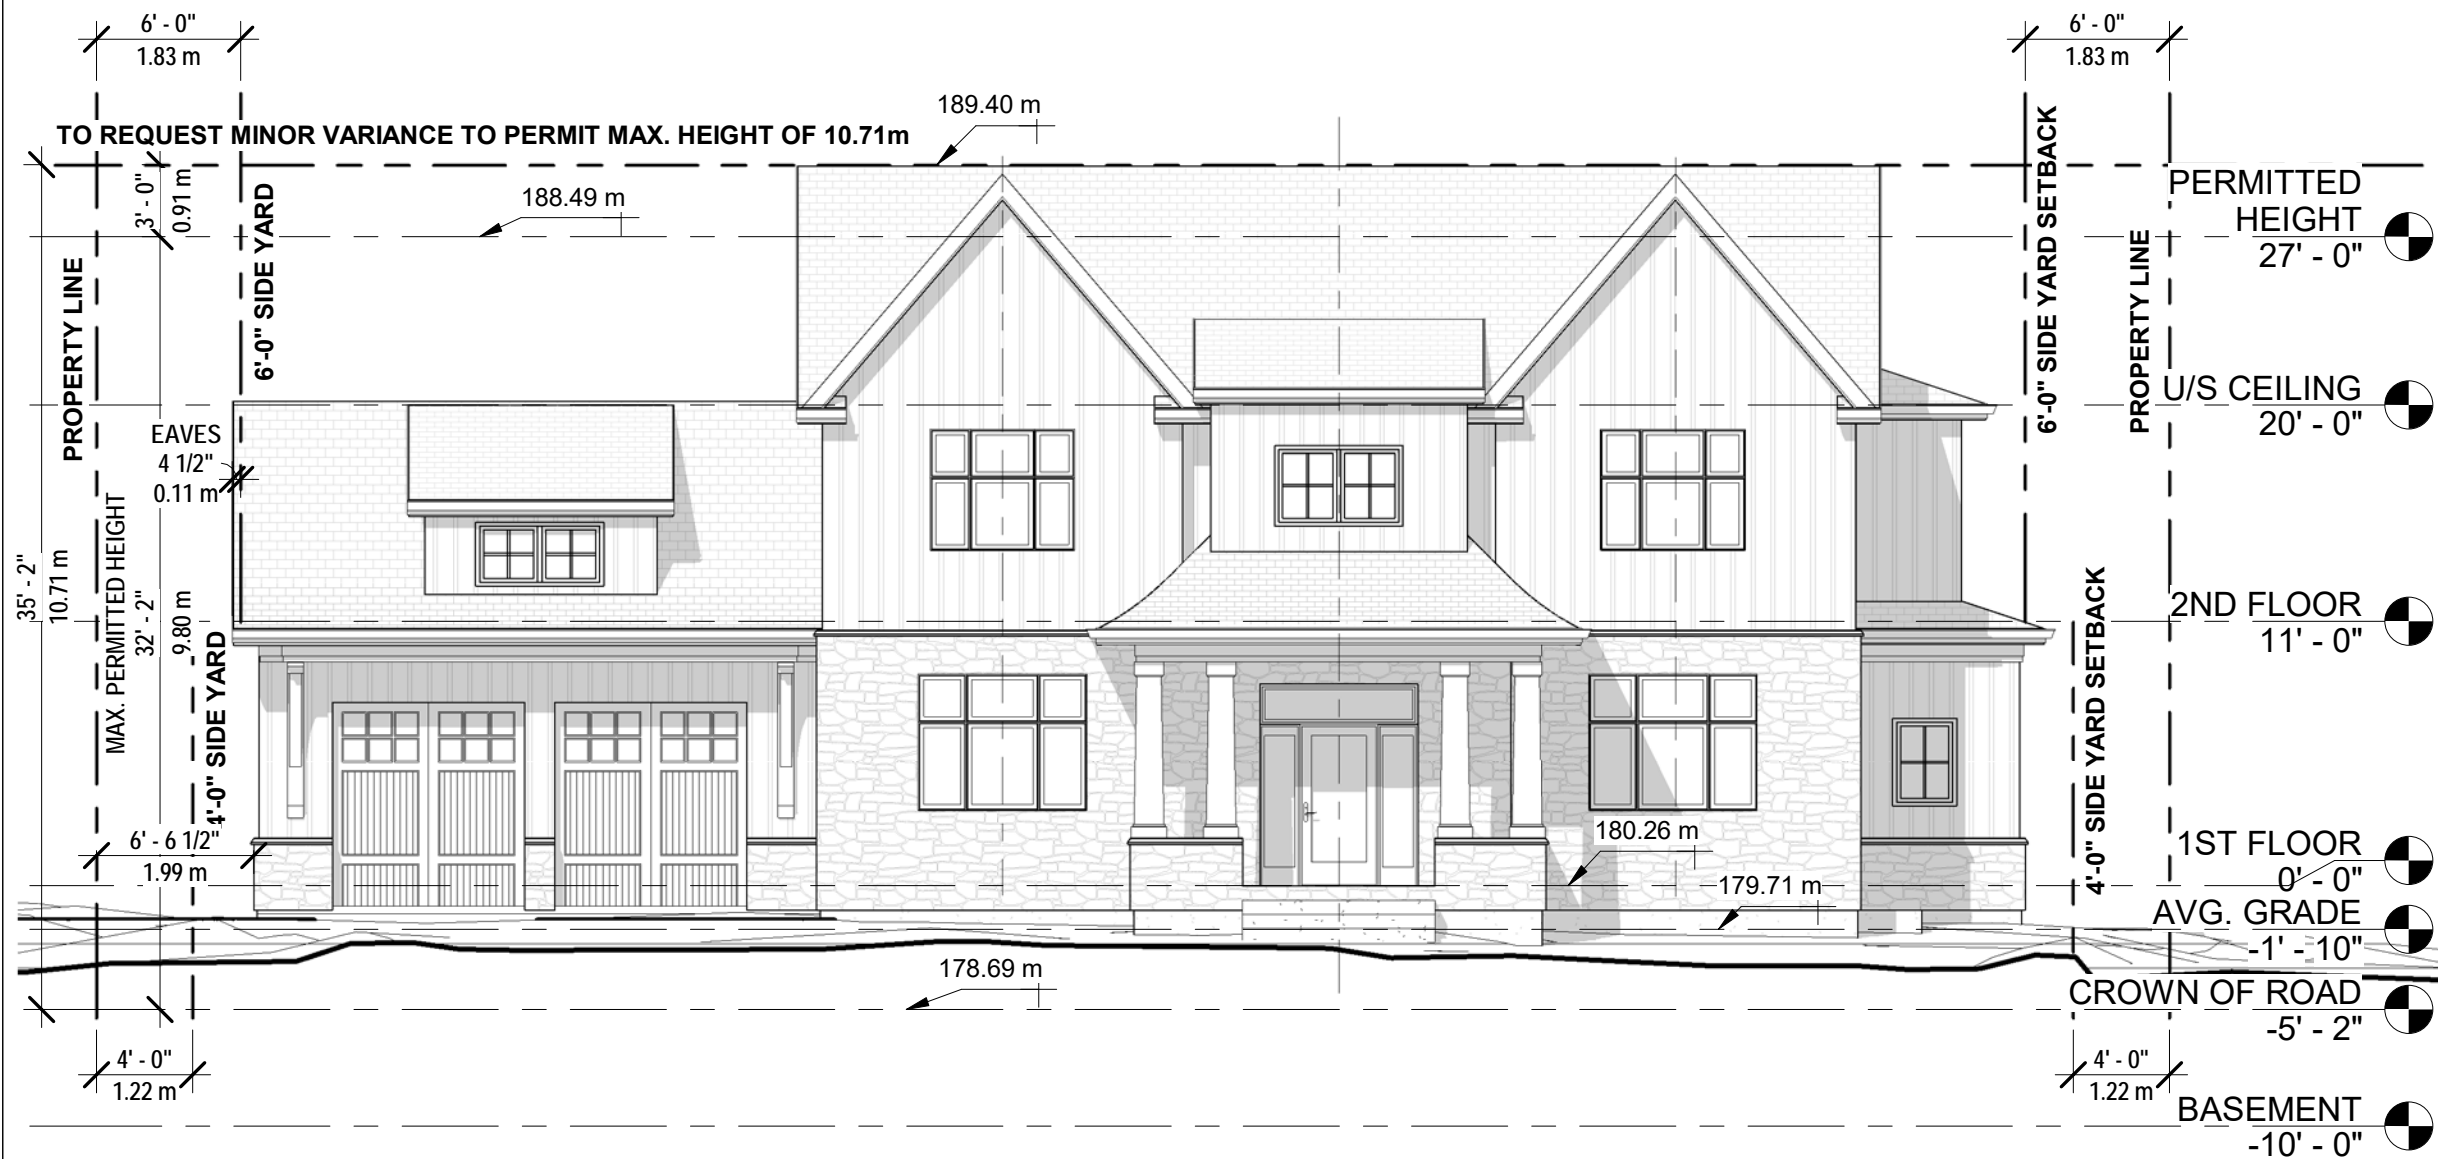 6' - 0"
1.83 m
6' - 0"
1.83 m
189.40 m
TO REQUEST MINOR VARIANCE TO PERMIT MAX. HEIGHT OF 10.71m
3' - 0"
0.91 m
188.49 m
6'-0" SIDE YARD
PROPERTY LINE
6'-0" SIDE YARD SETBACK
PROPERTY LINE
PERMITTED
HEIGHT
27' - 0"
U/S CEILING
20' - 0"
EAVES
4 1/2"
0.11 m
35' - 2"
10.71 m
MAX. PERMITTED HEIGHT
32' - 2"
9.80 m
4'-0" SIDE YARD
4'-0" SIDE YARD SETBACK
2ND FLOOR
11' - 0"
6' - 6 1/2"
1.99 m
180.26 m
1ST FLOOR
0' - 0"
179.71 m
AVG. GRADE
-1' - 10"
178.69 m
CROWN OF ROAD
-5' - 2"
4' - 0"
1.22 m
4' - 0"
1.22 m
BASEMENT
-10' - 0"